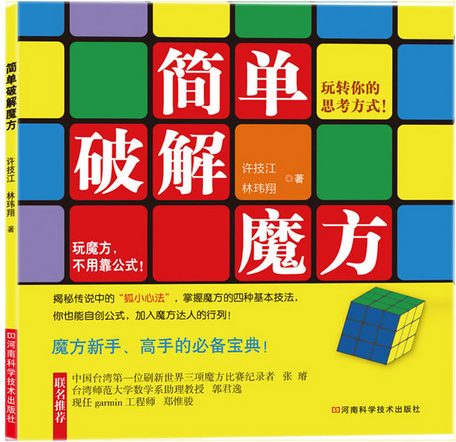 简单破解魔方
许技江
林玮翔
著
河南科学技术出版社
简单
玩转你的
思考方式！
破解
许技江
林玮翔
◎著
魔方
玩魔方，
不用靠公式！
揭秘传说中的“狐小心法”，掌握魔方的四种基本技法，
你也能自创公式，加入魔方达人的行列！
魔方新手、高手的必备宝典！
联名推荐
中国台湾第一位刷新世界三项魔方比赛纪录者 张 璿
台湾师范大学数学系助理教授 郭君逸
现任 garmin 工程师 郑惟骏
河南科学技术出版社